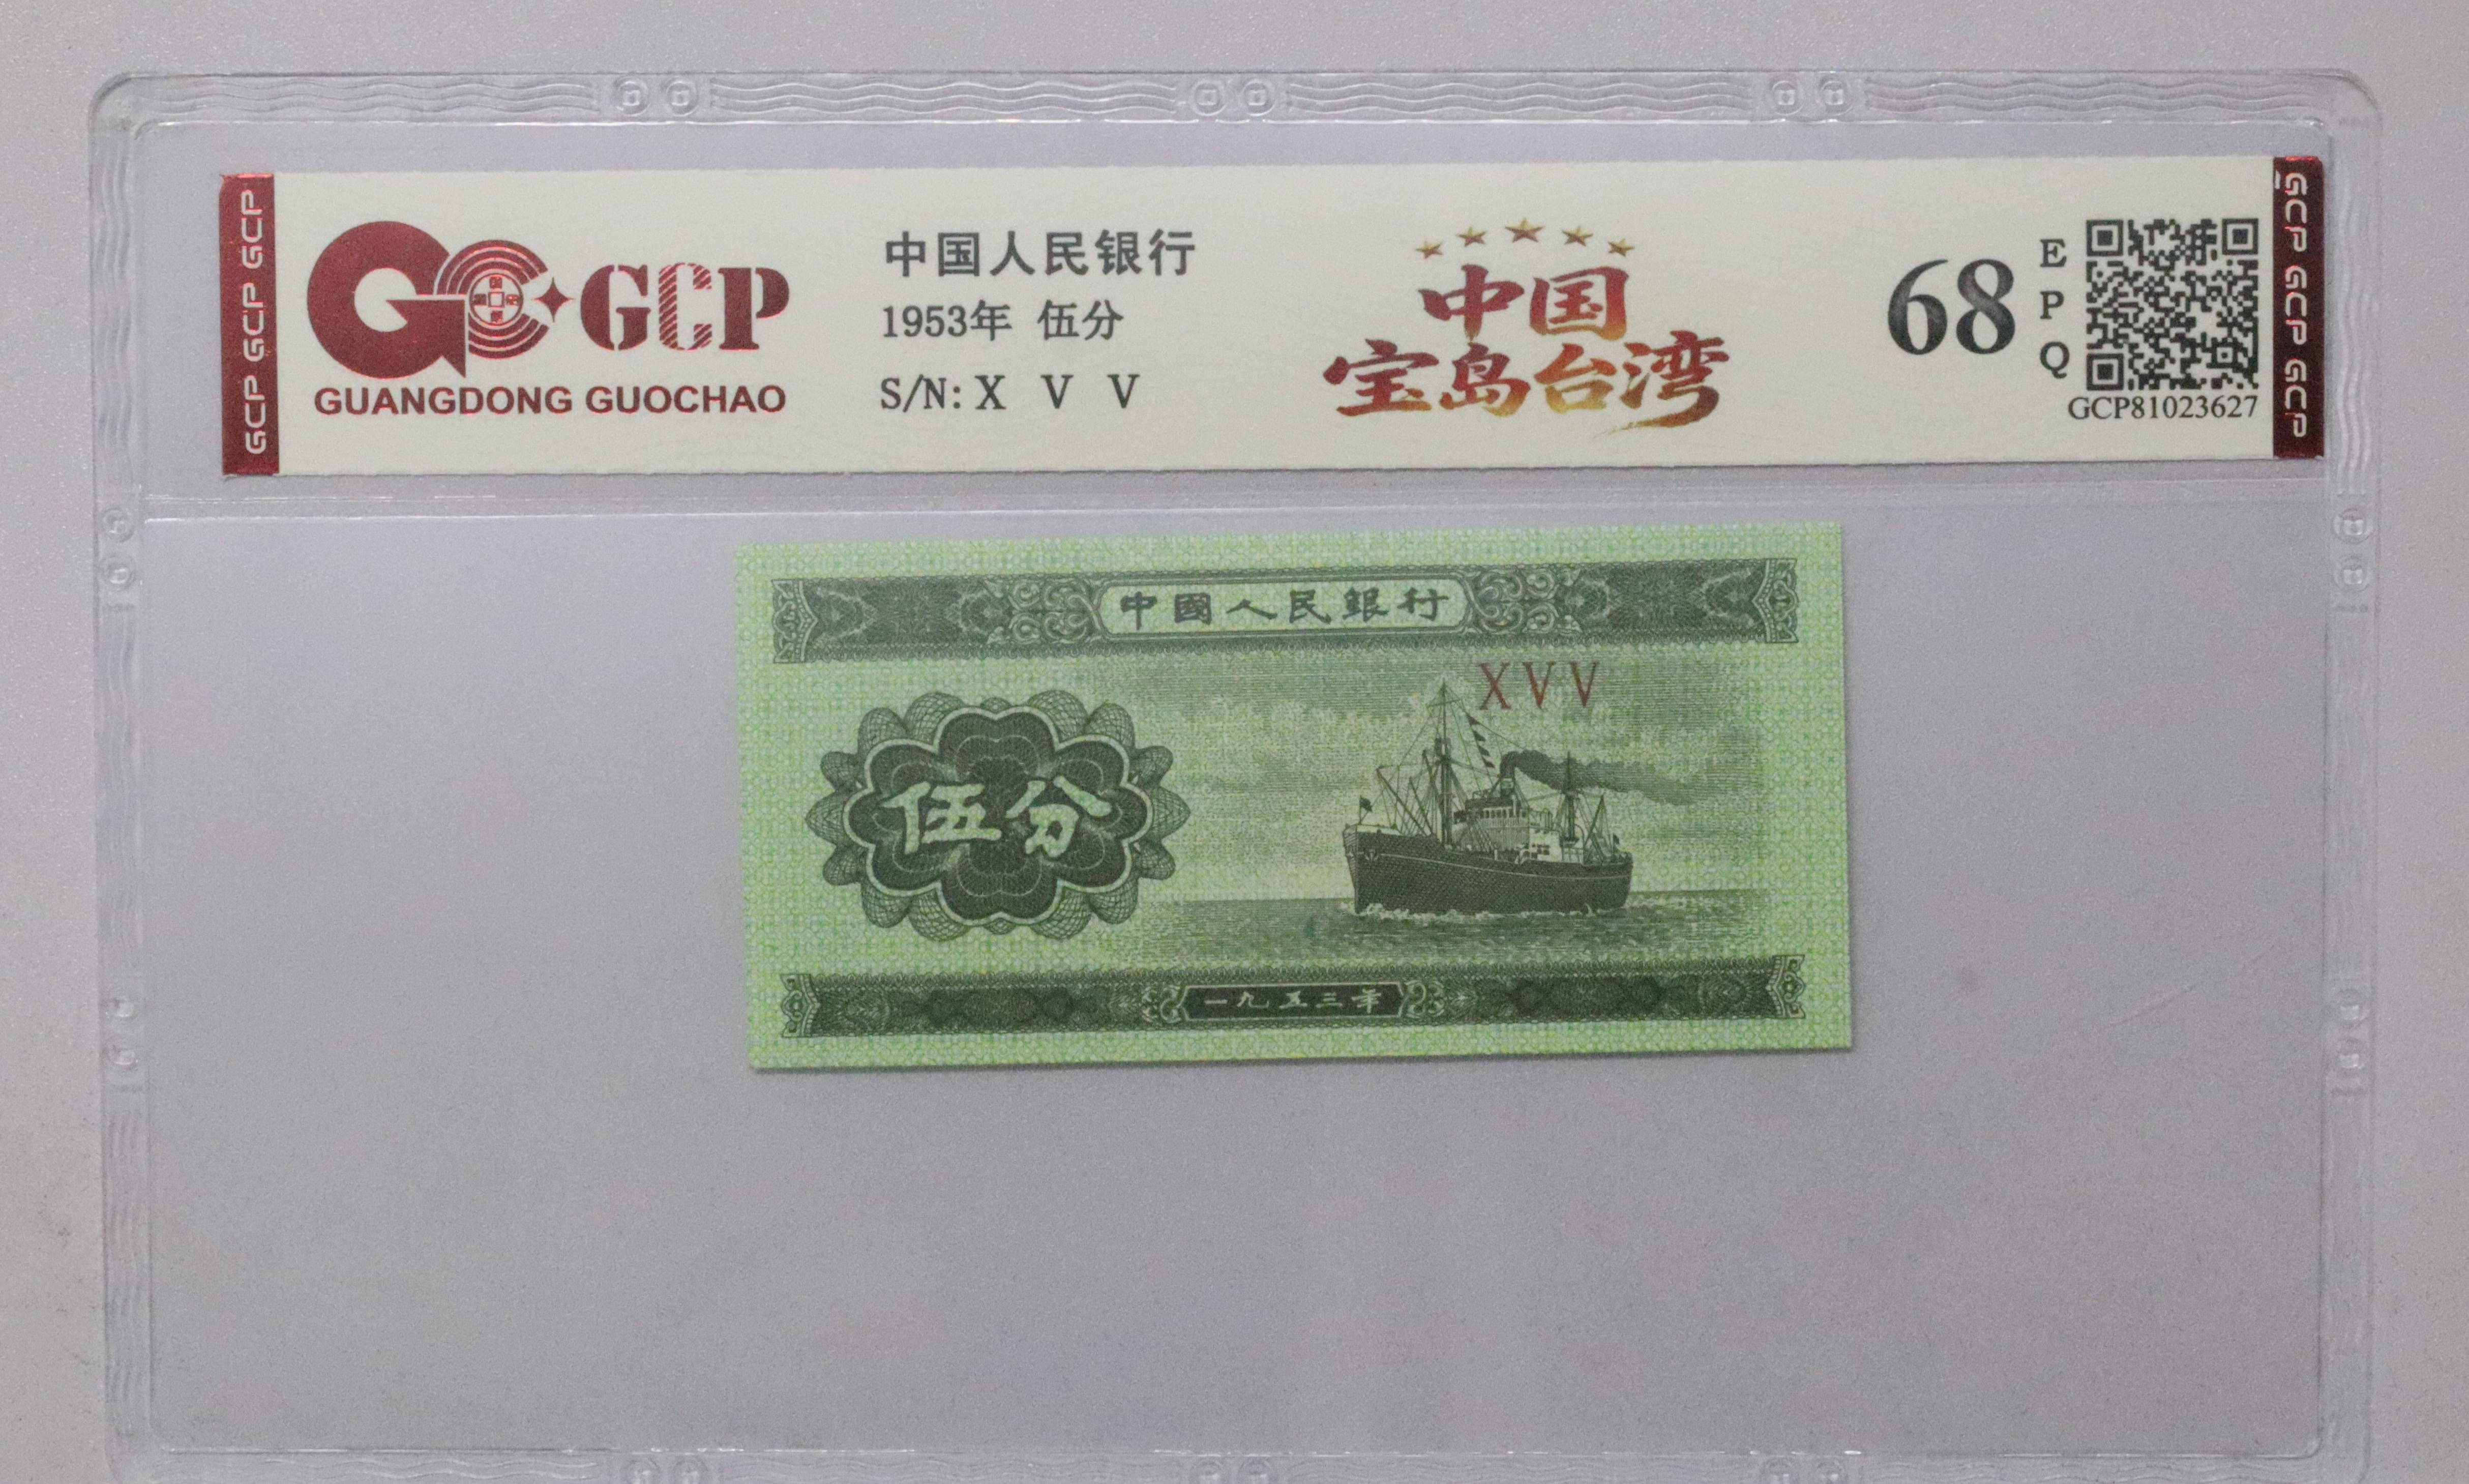 GCP GCP GCP
GCP
GUANGDONG GUOCHAO
中国人民银行
1953年 伍分
S/N: X V V
中国
宝岛台湾
68
E
P
Q
GCP81023627
GCP GCP GCP
中國人民銀行
XVV
伍分
一九五三年